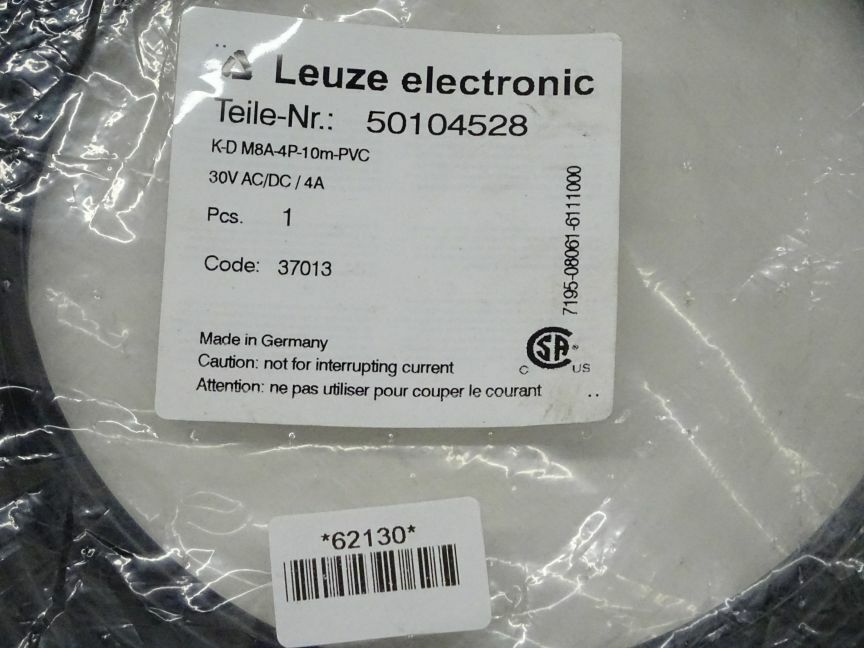 Leuze electronic
Teile-Nr.: 50104528
K-D M8A-4P-10m-PVC
30V AC/DC / 4A
Pcs. 1
Code: 37013
7195-08061-6111000
Made in Germany
Caution: not for interrupting current
Attention: ne pas utiliser pour couper le courant
C SA ® US
*62130*